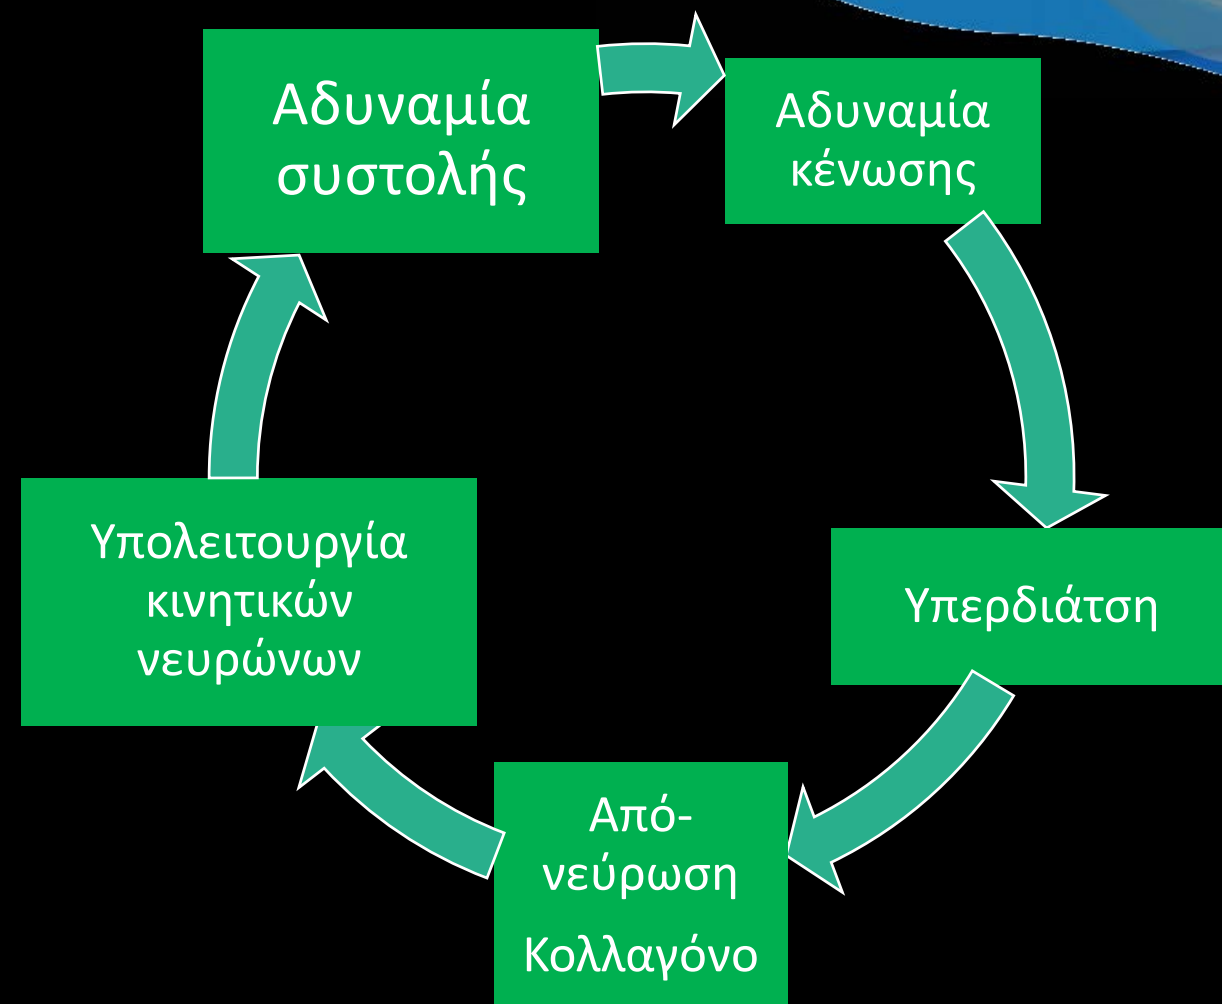 Αδυναμία
συστολής
Αδυναμία
κένωσης
Υπερδιάτση
Από-
νεύρωση
Κολλαγόνο
Υπολειτουργία
κινητικών
νευρώνων